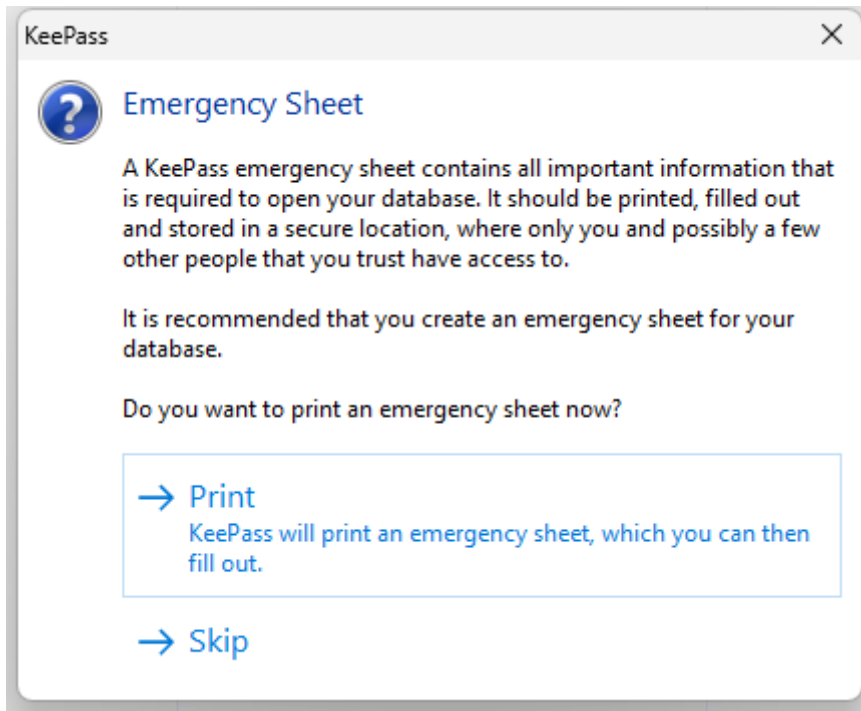 KeePass
Emergency Sheet
A KeePass emergency sheet contains all important information that
is required to open your database. It should be printed, filled out
and stored in a secure location, where only you and possibly a few
other people that you trust have access to.
It is recommended that you create an emergency sheet for your
database.
Do you want to print an emergency sheet now?
Print
KeePass will print an emergency sheet, which you can then
fill out.
Skip